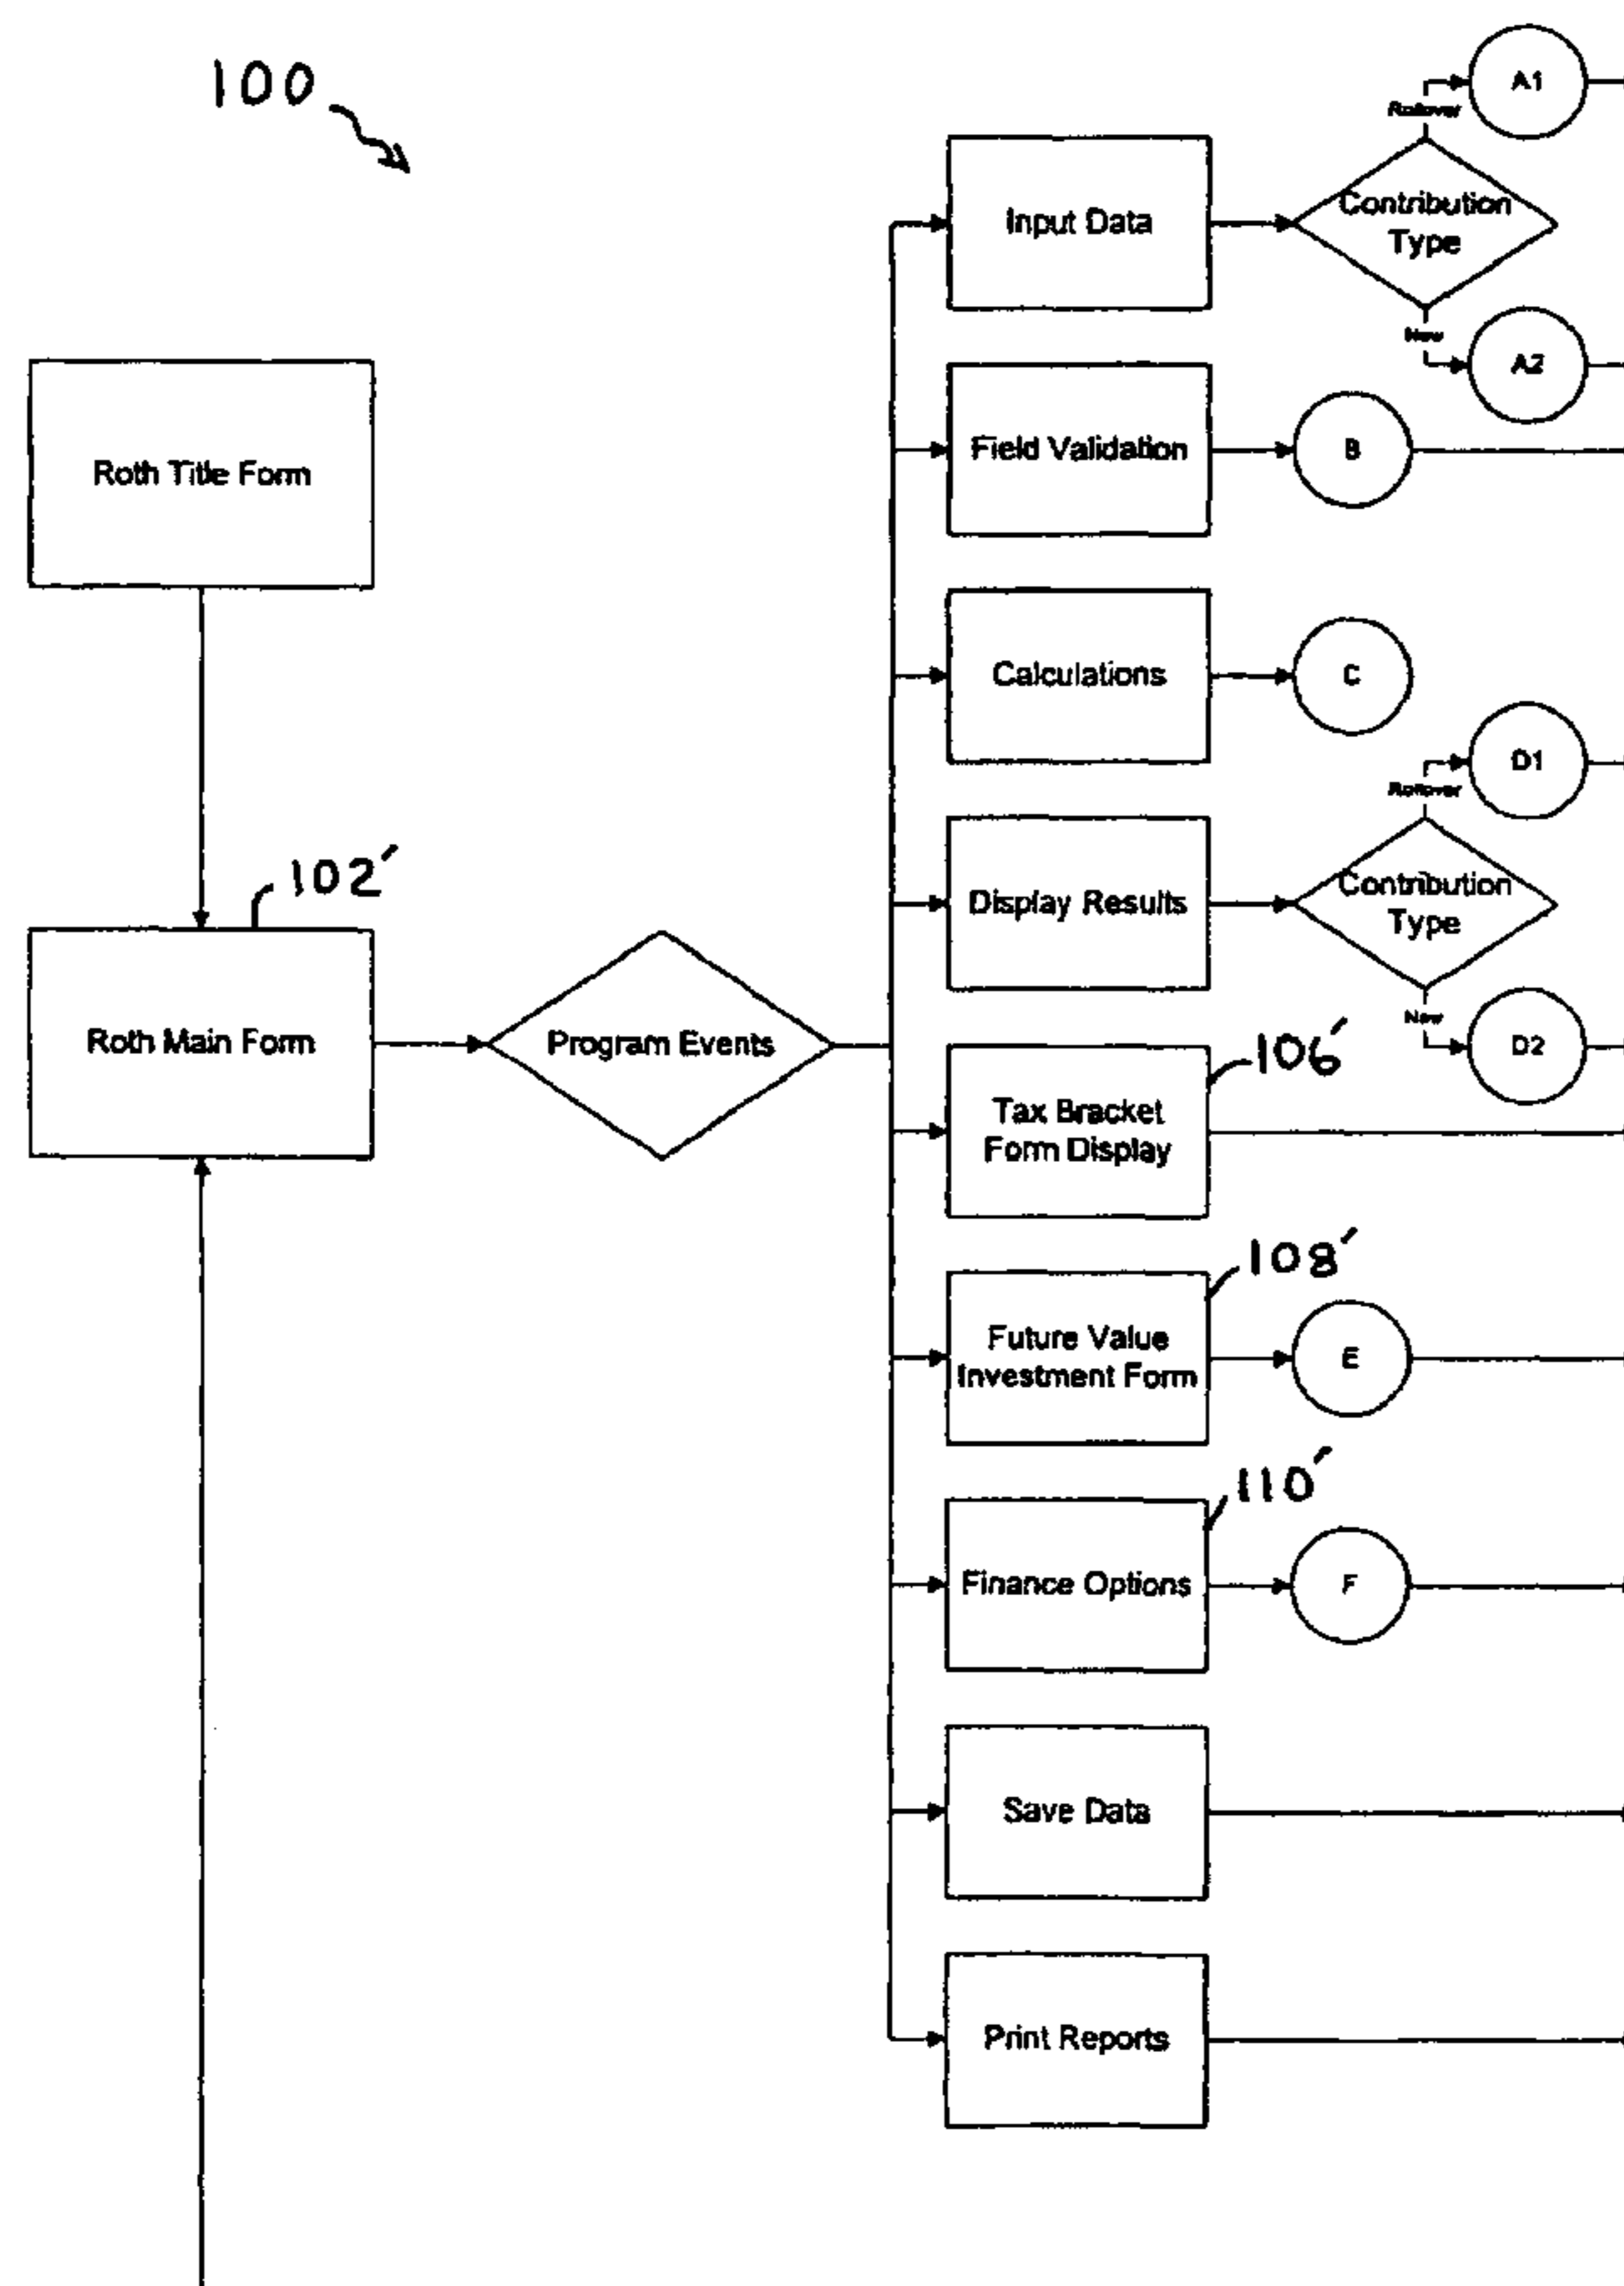 100
A1
Rollover
Input Data
Contribution
Type
New
A2
Roth Title Form
Field Validation
B
Calculations
C
D1
Rollover
102′
Display Results
Contribution
Type
New
D2
Roth Main Form
Program Events
106′
Tax Bracket
Form Display
108′
Future Value
Investment Form
E
110′
Finance Options
F
Save Data
Print Reports